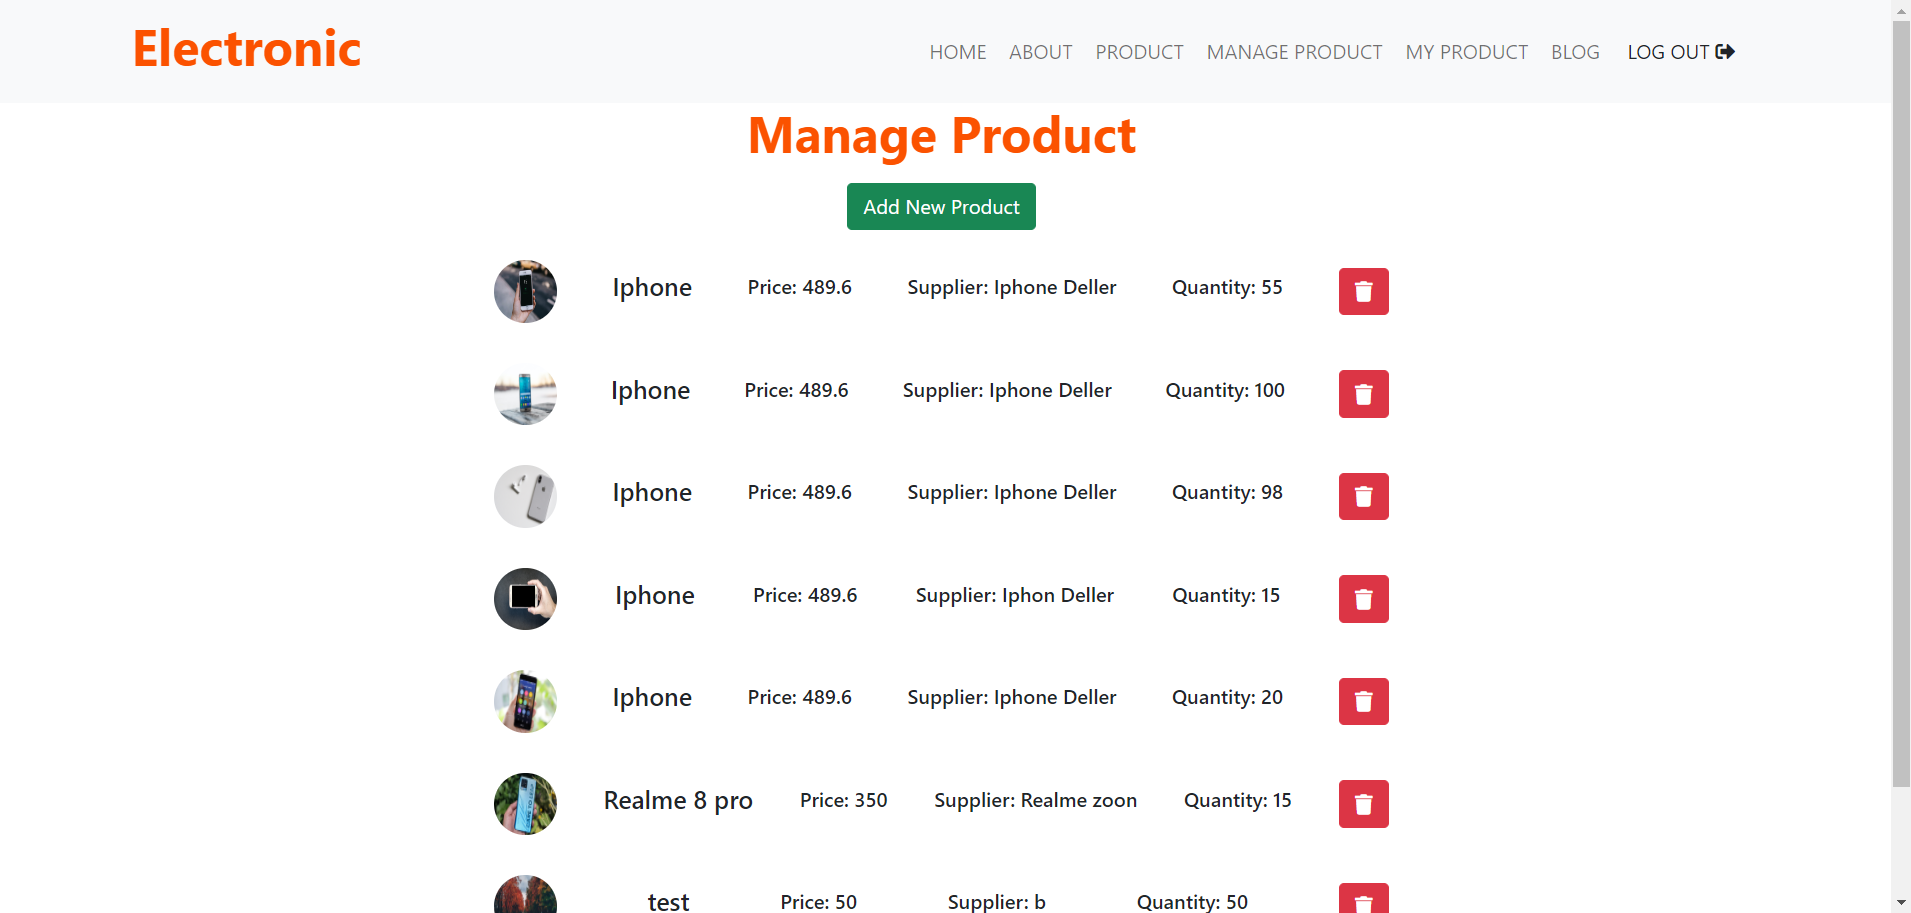 Electronic
HOME ABOUT PRODUCT MANAGE PRODUCT MY PRODUCT BLOG LOG OUT
Manage Product
Add New Product
Iphone Price: 489.6 Supplier: Iphone Deller Quantity: 55
Iphone Price: 489.6 Supplier: Iphone Deller Quantity: 100
Iphone Price: 489.6 Supplier: Iphone Deller Quantity: 98
Iphone Price: 489.6 Supplier: Iphon Deller Quantity: 15
Iphone Price: 489.6 Supplier: Iphone Deller Quantity: 20
Realme 8 pro Price: 350 Supplier: Realme zoon Quantity: 15
test Price: 50 Supplier: b Quantity: 50